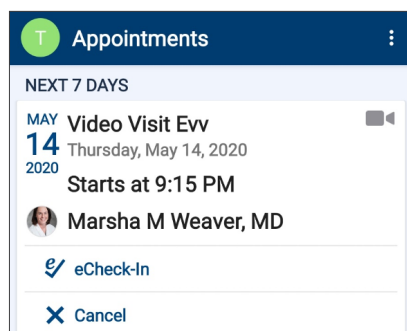 T Appointments
NEXT 7 DAYS
MAY
14
2020
Video Visit Evv
Thursday, May 14, 2020
Starts at 9:15 PM
Marsha M Weaver, MD
eCheck-In
Cancel